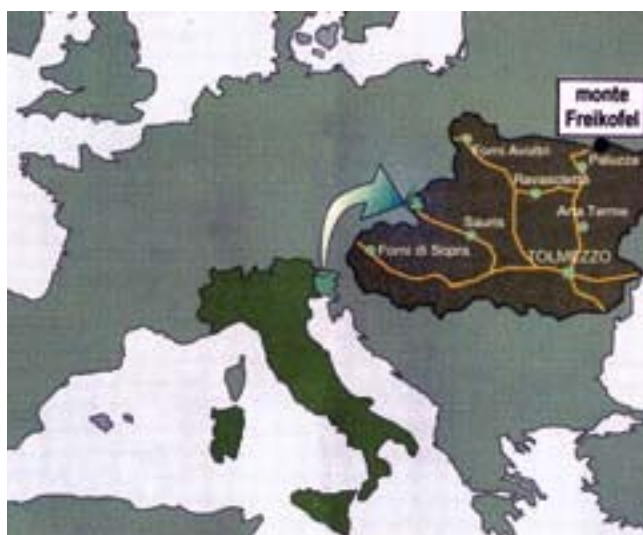 monte
Freikofel
Forni Avoltri
Paluzza
Ravascletto
Arta Terme
Sauris
Forni di Sopra
TOLMEZZO